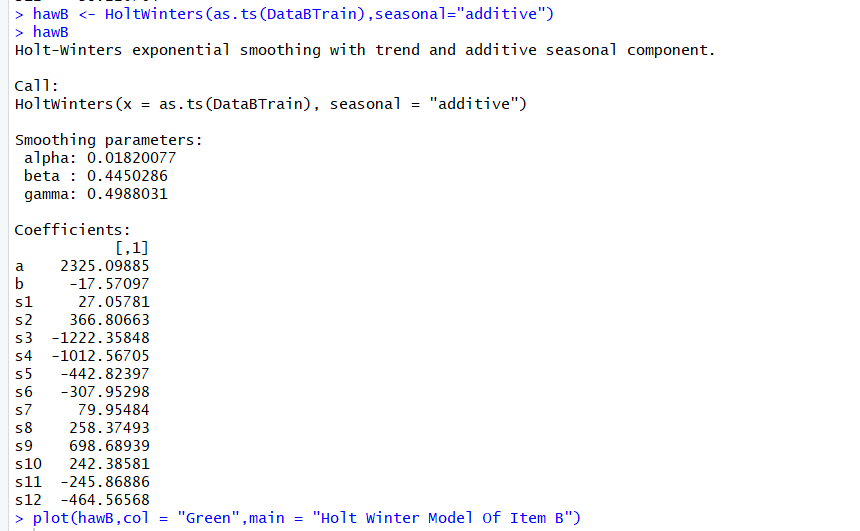 > hawB <- HoltWinters(as.ts(DataBTrain),seasonal="additive")
> hawB
Holt-Winters exponential smoothing with trend and additive seasonal component.
Call:
HoltWinters(x = as.ts(DataBTrain), seasonal = "additive")
Smoothing parameters:
alpha: 0.01820077
beta : 0.4450286
gamma: 0.4988031
Coefficients:
[,1]
a 2325.09885
b -17.57097
s1 27.05781
s2 366.80663
s3 -1222.35848
s4 -1012.56705
s5 -442.82397
s6 -307.95298
s7 79.95484
s8 258.37493
s9 698.68939
s10 242.38581
s11 -245.86886
s12 -464.56568
> plot(hawB,col = "Green",main = "Holt Winter Model Of Item B")